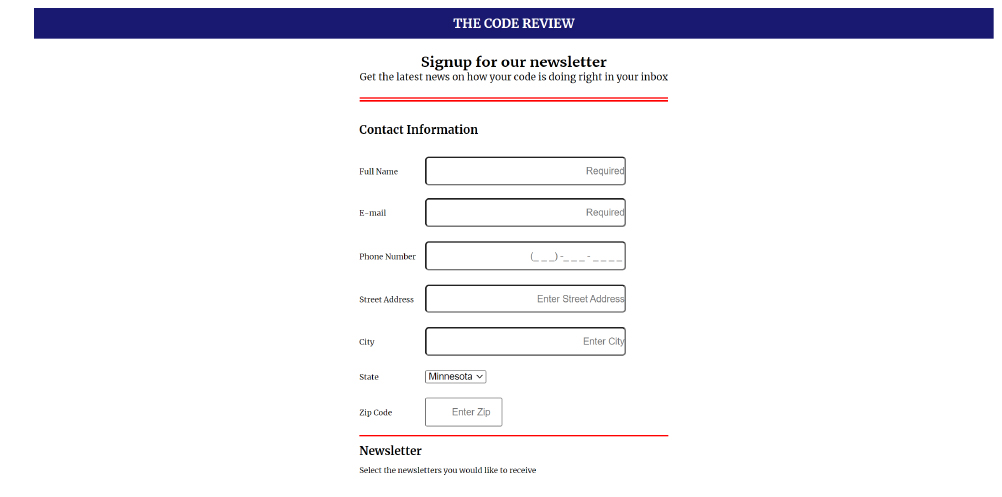 THE CODE REVIEW
Signup for our newsletter
Get the latest news on how your code is doing right in your inbox
Contact Information
Full Name Required
E-mail Required
Phone Number (_ _ _) -_ _ _ - _ _ _ _
Street Address Enter Street Address
City Enter City
State Minnesota
Zip Code Enter Zip
Newsletter
Select the newsletters you would like to receive